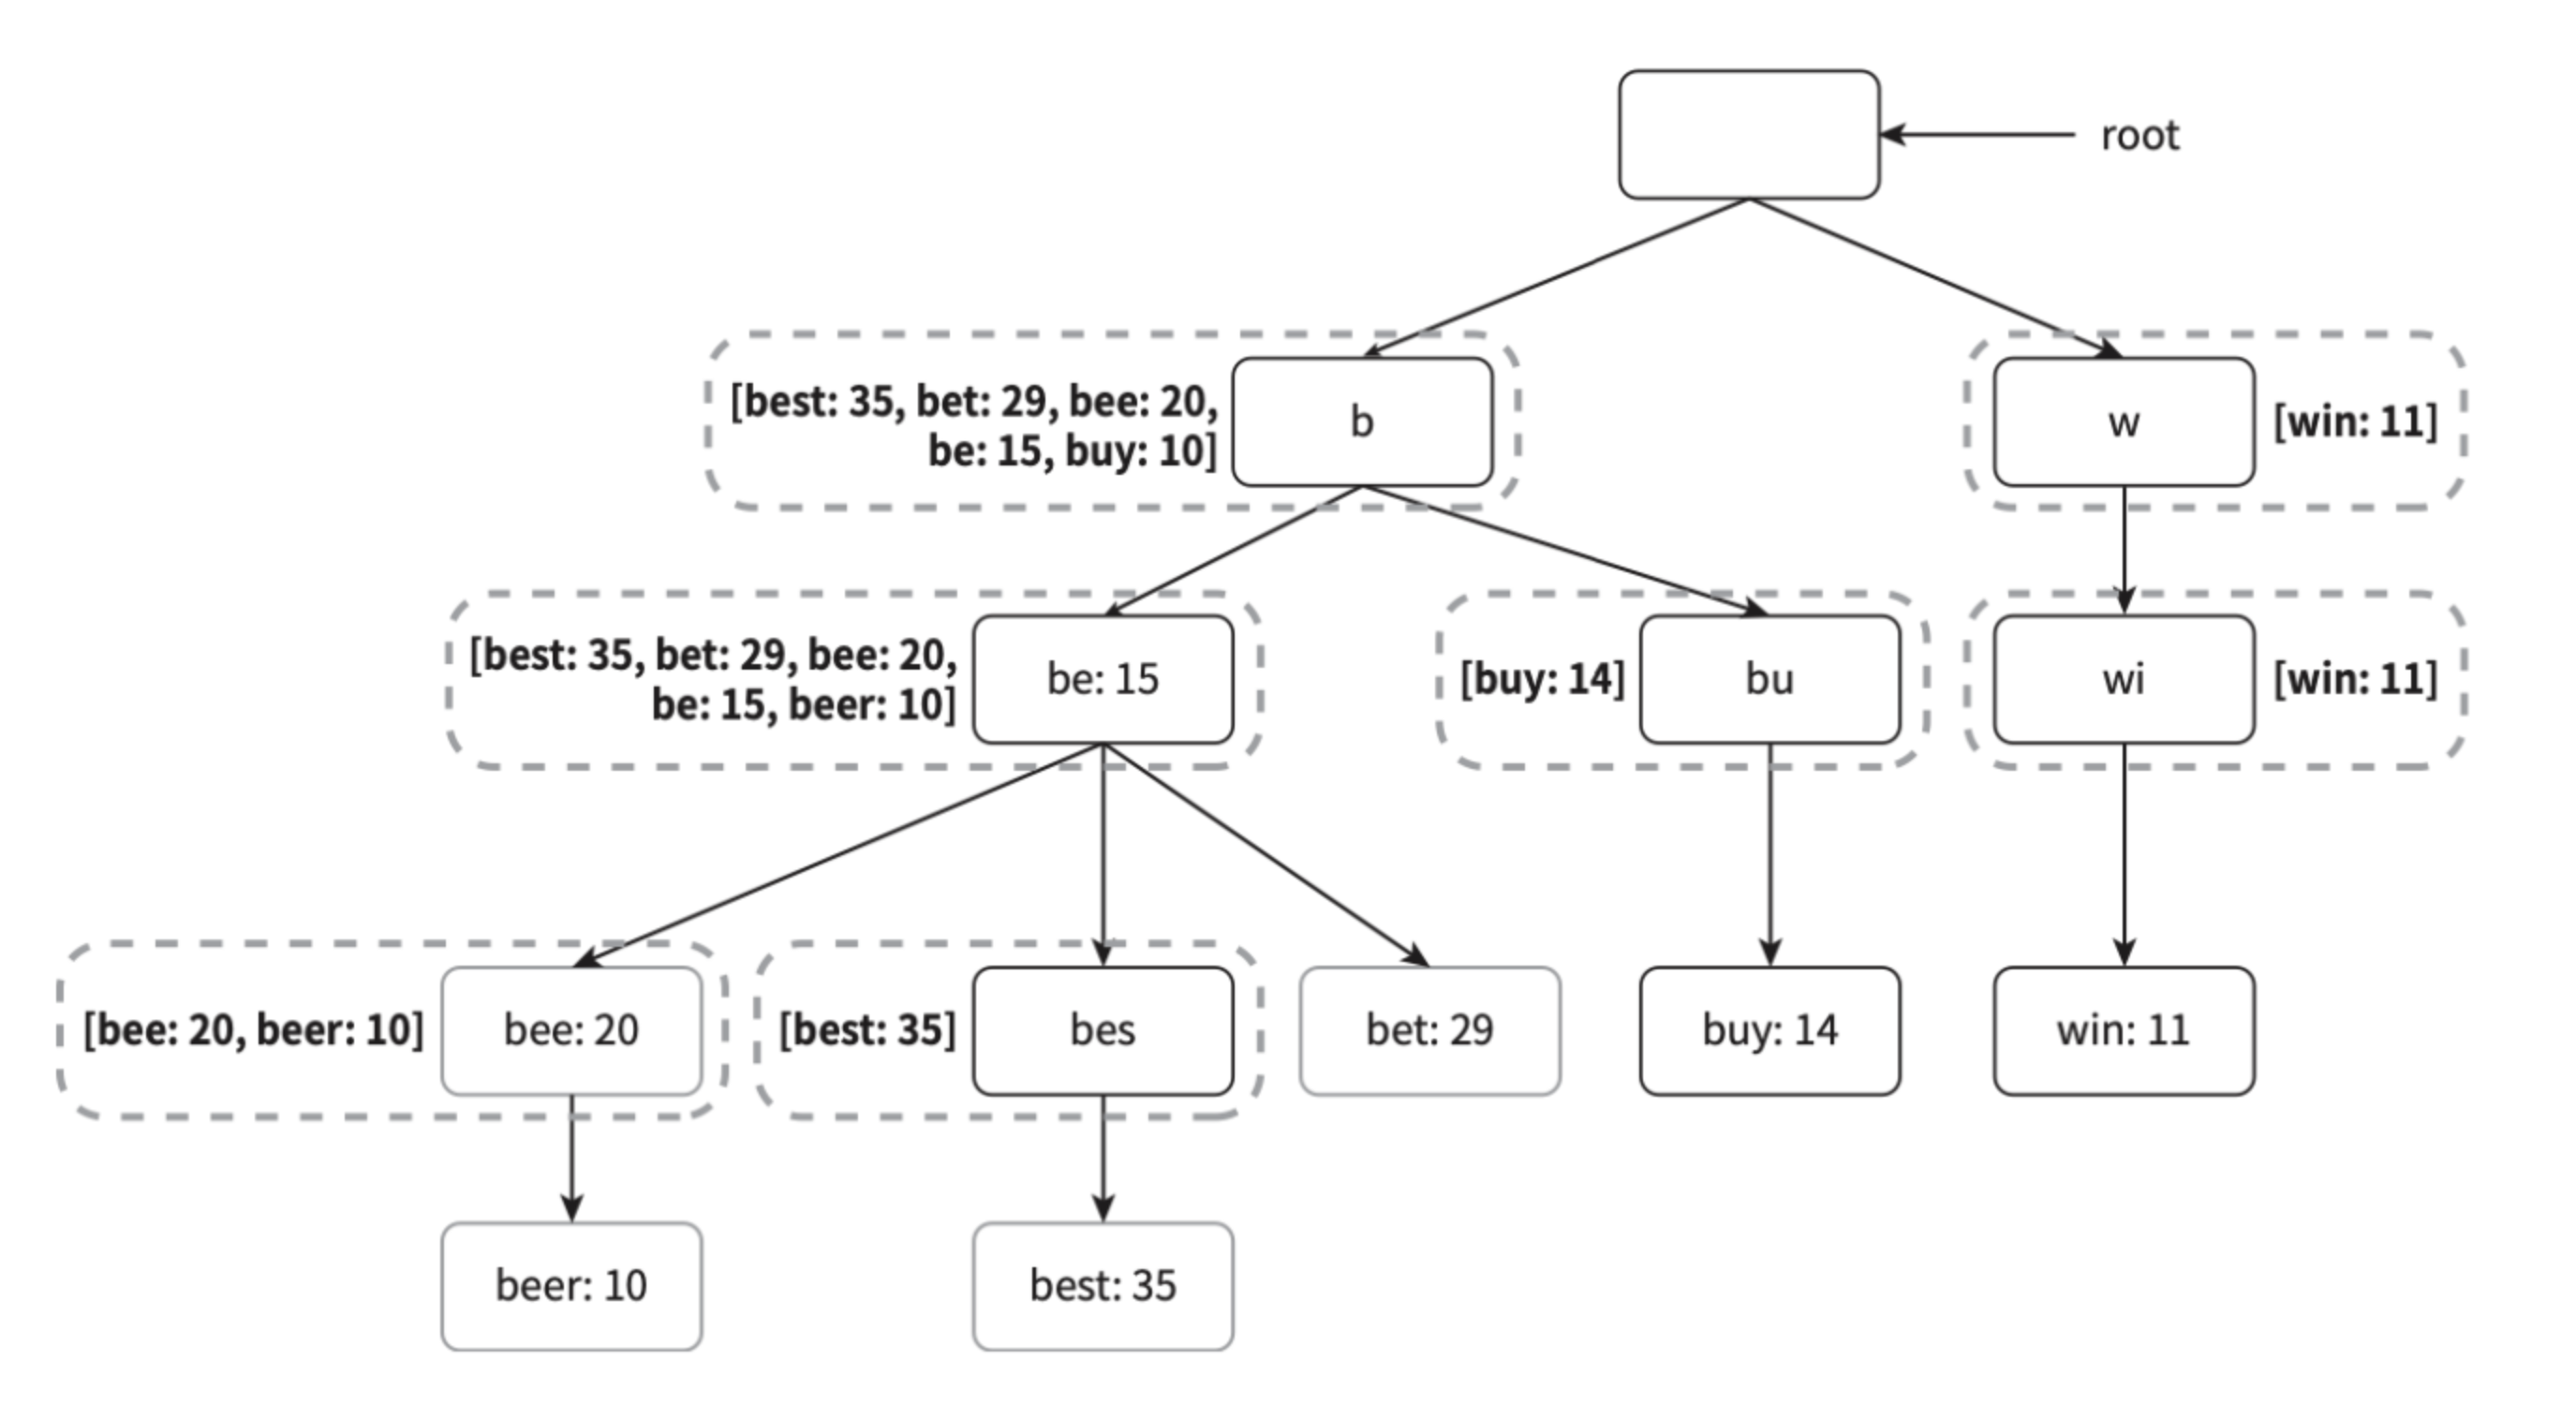 root
[best: 35, bet: 29, bee: 20,
be: 15, buy: 10]
b
w
[win: 11]
[best: 35, bet: 29, bee: 20,
be: 15, beer: 10]
be: 15
[buy: 14]
bu
wi
[win: 11]
[bee: 20, beer: 10]
bee: 20
[best: 35]
bes
bet: 29
buy: 14
win: 11
beer: 10
best: 35